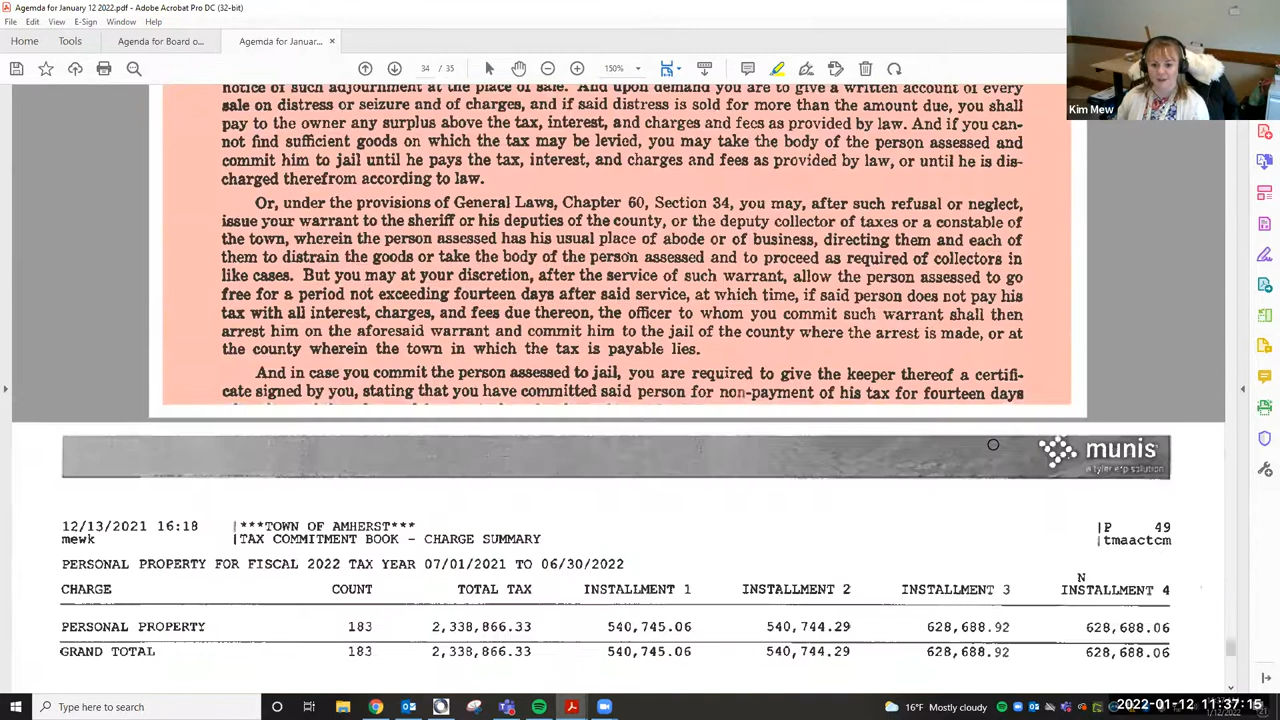 Agemda for January 12 2022.pdf - Adobe Acrobat Pro DC (32-bit)
File Edit View E-Sign Window Help
Home Tools Agemda for Board o... Agemda for Januar... ×
34 / 35 150%
Kim Mew
notice of such adjournment at the place of sale. And upon demand you are to give a written account of every
sale on distress or seizure and of charges, and if said distress is sold for more than the amount due, you shall
pay to the owner any surplus above the tax, interest, and charges and fees as provided by law. And if you can-
not find sufficient goods on which the tax may be levied, you may take the body of the person assessed and
commit him to jail until he pays the tax, interest, and charges and fees as provided by law, or until he is dis-
charged therefrom according to law.
Or, under the provisions of General Laws, Chapter 60, Section 34, you may, after such refusal or neglect,
issue your warrant to the sheriff or his deputies of the county, or the deputy collector of taxes or a constable of
the town, wherein the person assessed has his usual place of abode or of business, directing them and each of
them to distrain the goods or take the body of the person assessed and to proceed as required of collectors in
like cases. But you may at your discretion, after the service of such warrant, allow the person assessed to go
free for a period not exceeding fourteen days after said service, at which time, if said person does not pay his
tax with all interest, charges, and fees due thereon, the officer to whom you commit such warrant shall then
arrest him on the aforesaid warrant and commit him to the jail of the county where the arrest is made, or at
the county wherein the town in which the tax is payable lies.
And in case you commit the person assessed to jail, you are required to give the keeper thereof a certifi-
cate signed by you, stating that you have committed said person for non-payment of his tax for fourteen days
munis
a tyler erp solution
12/13/2021 16:18 |***TOWN OF AMHERST*** |P 49
mewk |TAX COMMITMENT BOOK - CHARGE SUMMARY |tmaactcm
PERSONAL PROPERTY FOR FISCAL 2022 TAX YEAR 07/01/2021 TO 06/30/2022
N
CHARGE COUNT TOTAL TAX INSTALLMENT 1 INSTALLMENT 2 INSTALLMENT 3 INSTALLMENT 4
PERSONAL PROPERTY 183 2,338,866.33 540,745.06 540,744.29 628,688.92 628,688.06
GRAND TOTAL 183 2,338,866.33 540,745.06 540,744.29 628,688.92 628,688.06
Type here to search
16°F Mostly cloudy
2022-01-12 11:37:15